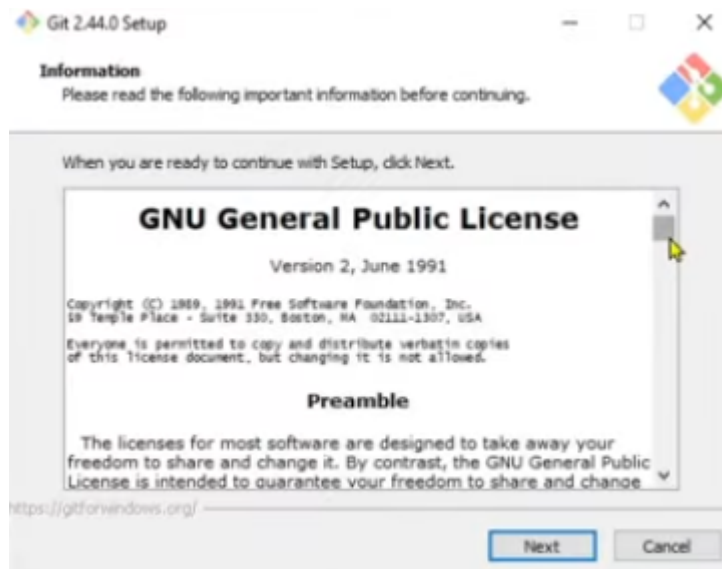 Git 2.44.0 Setup
Information
Please read the following important information before continuing.
When you are ready to continue with Setup, click Next.
GNU General Public License
Version 2, June 1991
Copyright (C) 1989, 1991 Free Software Foundation, Inc.
59 Temple Place - Suite 330, Boston, MA 02111-1307, USA
Everyone is permitted to copy and distribute verbatim copies
of this license document, but changing it is not allowed.
Preamble
The licenses for most software are designed to take away your
freedom to share and change it. By contrast, the GNU General Public
License is intended to guarantee your freedom to share and change
https://gitforwindows.org/
Next Cancel